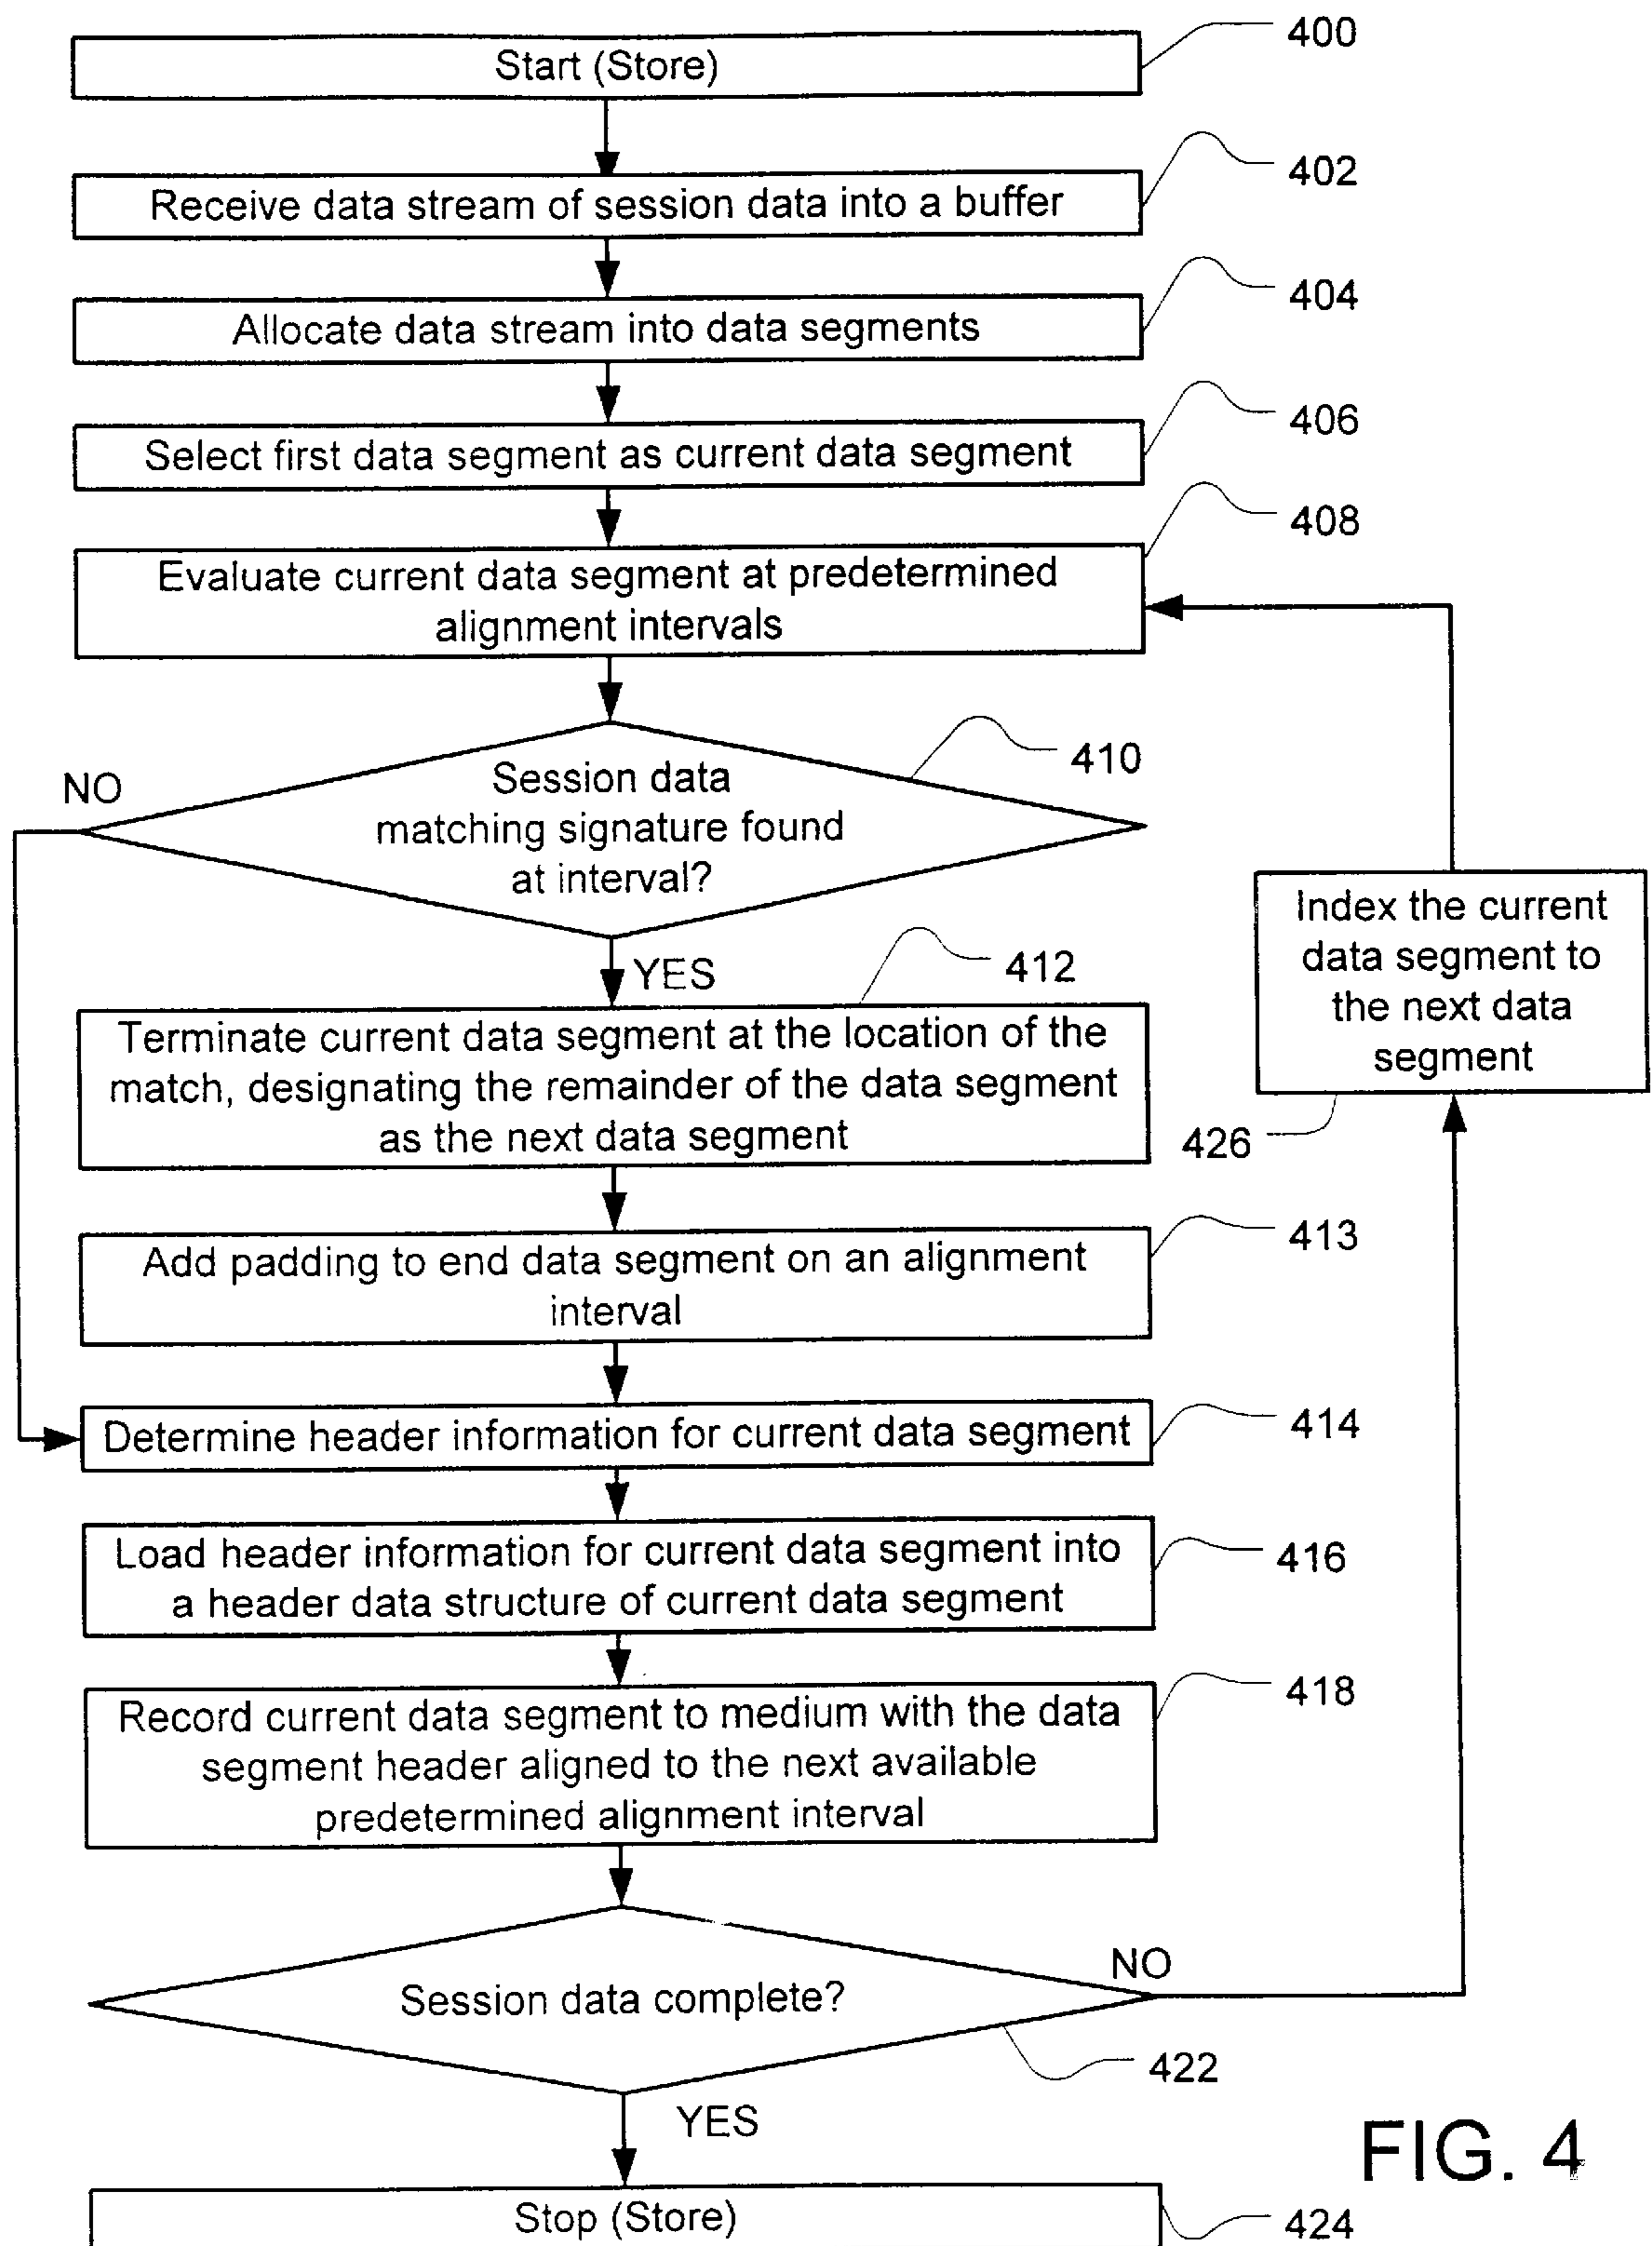 Start (Store)
400
Receive data stream of session data into a buffer
402
Allocate data stream into data segments
404
Select first data segment as current data segment
406
Evaluate current data segment at predetermined
alignment intervals
408
Session data
matching signature found
at interval?
410
NO
YES
Terminate current data segment at the location of the
match, designating the remainder of the data segment
as the next data segment
412
Index the current
data segment to
the next data
segment
426
Add padding to end data segment on an alignment
interval
413
Determine header information for current data segment
414
Load header information for current data segment into
a header data structure of current data segment
416
Record current data segment to medium with the data
segment header aligned to the next available
predetermined alignment interval
418
Session data complete?
NO
422
YES
Stop (Store)
424
FIG. 4